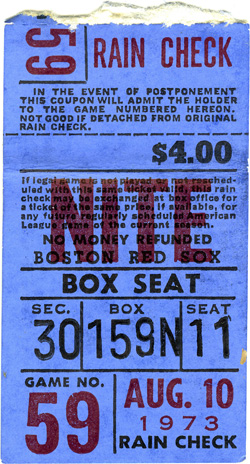 59
RAIN CHECK
IN THE EVENT OF POSTPONEMENT
THIS COUPON WILL ADMIT THE HOLDER
TO THE GAME NUMBERED HEREON.
NOT GOOD IF DETACHED FROM ORIGINAL
RAIN CHECK.
$4.00
If legal game is not played or not resched-
uled with this same ticket valid, this rain
check may be exchanged at box office for
a ticket of the same price, if available, for
any future regularly scheduled American
League game of the current season.
NITE
NO MONEY REFUNDED
BOSTON RED SOX
BOX SEAT
SEC. BOX SEAT
30 159N 11
GAME NO.
59
AUG. 10
1973
RAIN CHECK